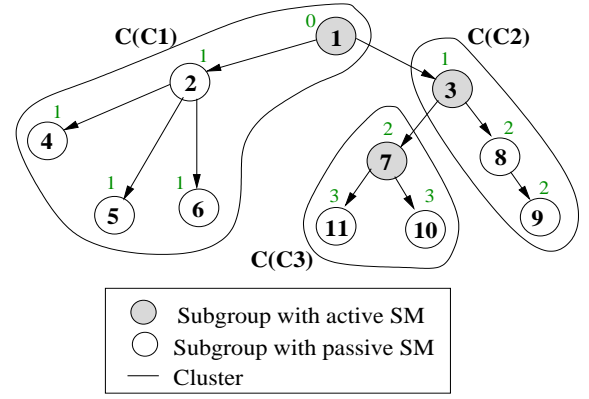 0
C(C1) 1 C(C2)
1 1
2 3
1 2 2
4 7 8
1 1 3 3 2
5 6 11 10 9
C(C3)
Subgroup with active SM
Subgroup with passive SM
Cluster